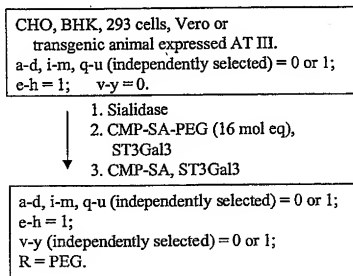 CHO, BHK, 293 cells, Vero or
transgenic animal expressed AT III.
a-d, i-m, q-u (independently selected) = 0 or 1;
e-h = 1; v-y = 0.
1. Sialidase
2. CMP-SA-PEG (16 mol eq),
ST3Gal3
3. CMP-SA, ST3Gal3
a-d, i-m, q-u (independently selected) = 0 or 1;
e-h = 1;
v-y (independently selected) = 0 or 1;
R = PEG.